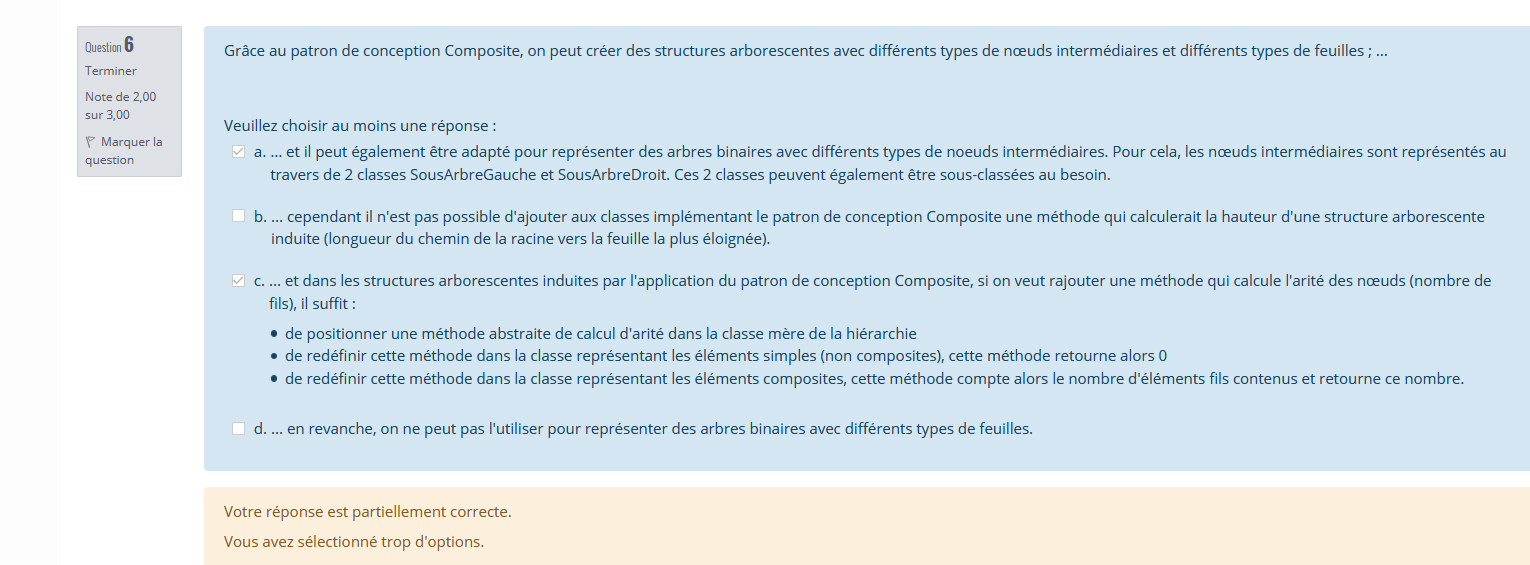 Question 6
Terminer
Note de 2,00
sur 3,00
Marquer la
question
Grâce au patron de conception Composite, on peut créer des structures arborescentes avec différents types de nœuds intermédiaires et différents types de feuilles ; ...
Veuillez choisir au moins une réponse :
a. ... et il peut également être adapté pour représenter des arbres binaires avec différents types de noeuds intermédiaires. Pour cela, les nœuds intermédiaires sont représentés au
travers de 2 classes SousArbreGauche et SousArbreDroit. Ces 2 classes peuvent également être sous-classées au besoin.
b. ... cependant il n'est pas possible d'ajouter aux classes implémentant le patron de conception Composite une méthode qui calculerait la hauteur d'une structure arborescente
induite (longueur du chemin de la racine vers la feuille la plus éloignée).
c. ... et dans les structures arborescentes induites par l'application du patron de conception Composite, si on veut rajouter une méthode qui calcule l'arité des nœuds (nombre de
fils), il suffit :
• de positionner une méthode abstraite de calcul d'arité dans la classe mère de la hiérarchie
• de redéfinir cette méthode dans la classe représentant les éléments simples (non composites), cette méthode retourne alors 0
• de redéfinir cette méthode dans la classe représentant les éléments composites, cette méthode compte alors le nombre d'éléments fils contenus et retourne ce nombre.
d. ... en revanche, on ne peut pas l'utiliser pour représenter des arbres binaires avec différents types de feuilles.
Votre réponse est partiellement correcte.
Vous avez sélectionné trop d'options.